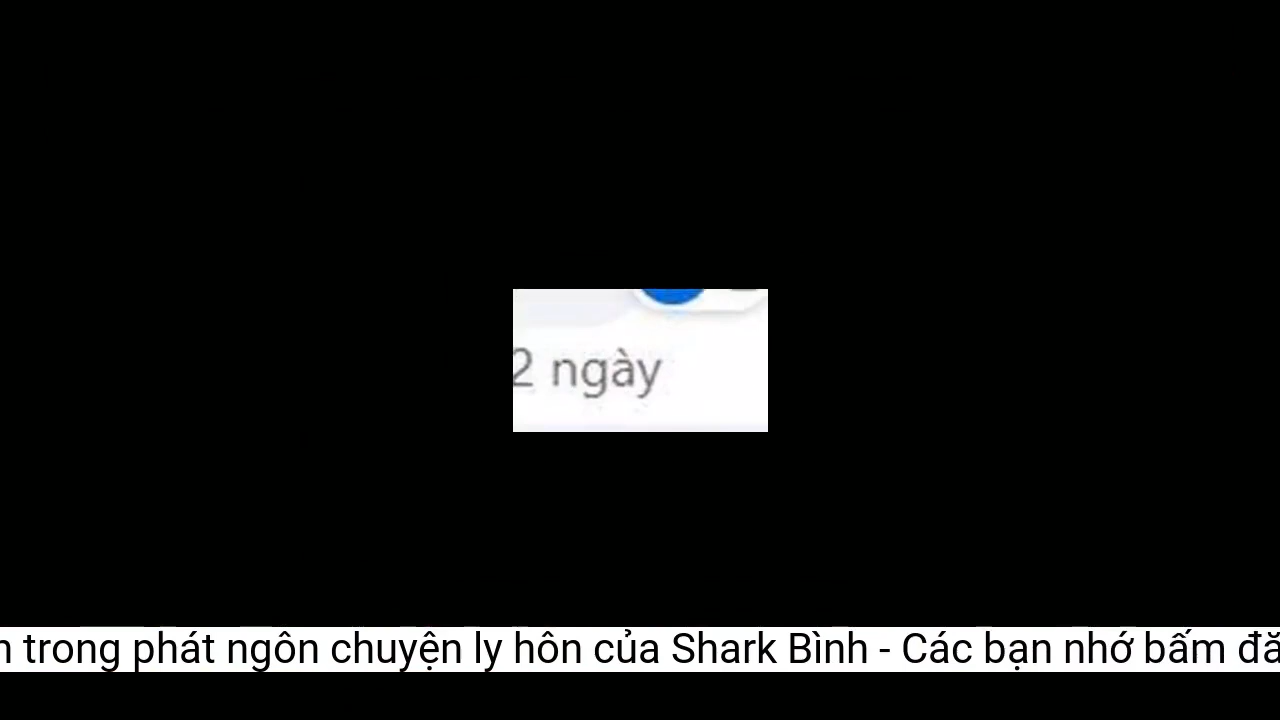 2 ngày
trong phát ngôn chuyện ly hôn của Shark Bình - Các bạn nhớ bấm